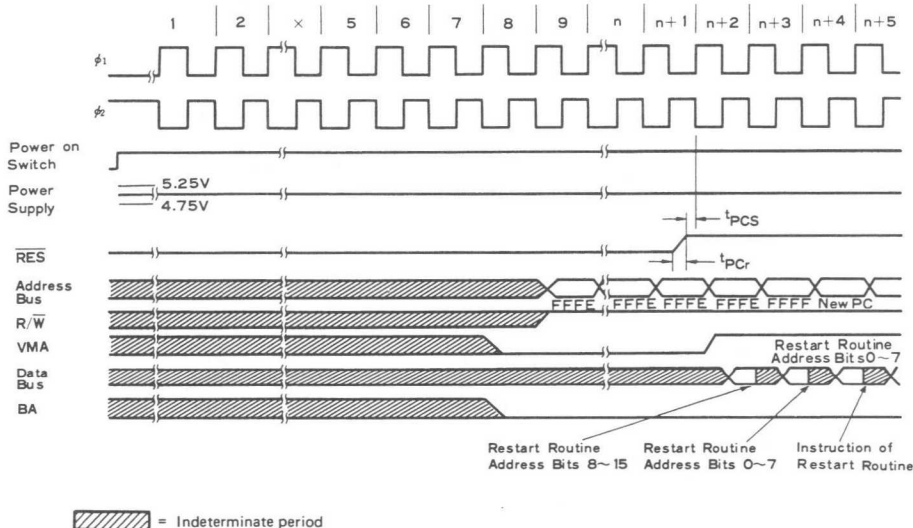 1 2 × 5 6 7 8 9 n n+1 n+2 n+3 n+4 n+5
ϕ1
ϕ2
Power on
Switch
Power
Supply
5.25V
4.75V
tPCS
RES
tPCr
Address
Bus
FFFE FFFE FFFE FFFE FFFF New PC
R/W
VMA
Restart Routine
Address Bits 0~7
Data
Bus
BA
Restart Routine
Address Bits 8~15
Restart Routine
Address Bits 0~7
Instruction of
Restart Routine
= Indeterminate period